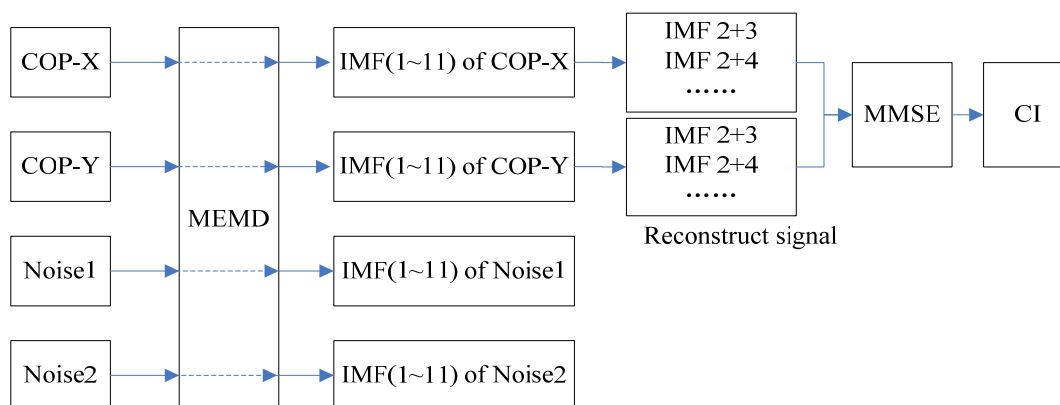 COP-X
IMF(1~11) of COP-X
IMF 2+3
IMF 2+4
……
MMSE
CI
COP-Y
IMF(1~11) of COP-Y
IMF 2+3
IMF 2+4
……
MEMD
Reconstruct signal
Noise1
IMF(1~11) of Noise1
Noise2
IMF(1~11) of Noise2